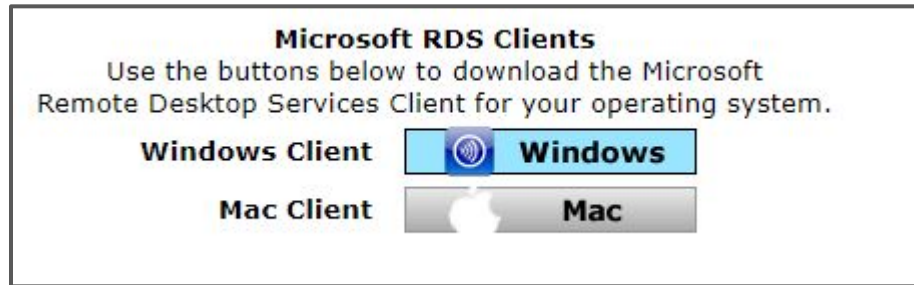 Microsoft RDS Clients
Use the buttons below to download the Microsoft
Remote Desktop Services Client for your operating system.
Windows Client Windows
Mac Client Mac